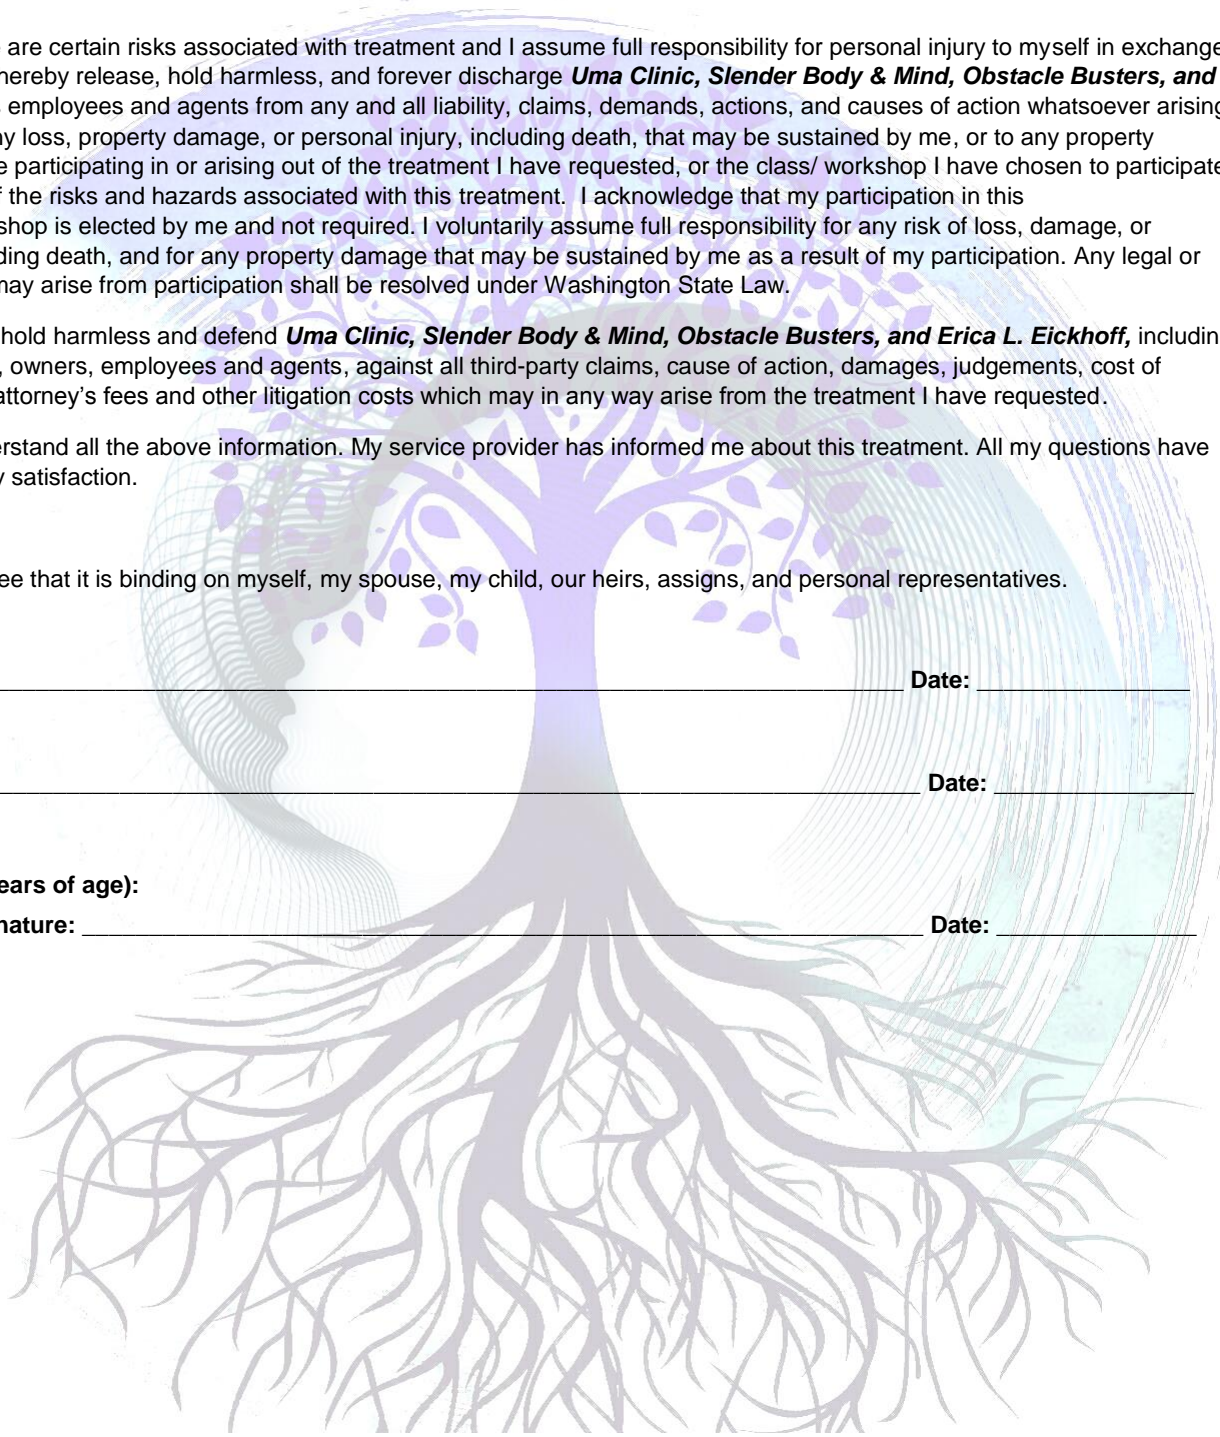 are certain risks associated with treatment and I assume full responsibility for personal injury to myself in exchange
hereby release, hold harmless, and forever discharge Uma Clinic, Slender Body & Mind, Obstacle Busters, and
employees and agents from any and all liability, claims, demands, actions, and causes of action whatsoever arising
ny loss, property damage, or personal injury, including death, that may be sustained by me, or to any property
e participating in or arising out of the treatment I have requested, or the class/ workshop I have chosen to participate
f the risks and hazards associated with this treatment. I acknowledge that my participation in this
shop is elected by me and not required. I voluntarily assume full responsibility for any risk of loss, damage, or
ding death, and for any property damage that may be sustained by me as a result of my participation. Any legal or
may arise from participation shall be resolved under Washington State Law.
hold harmless and defend Uma Clinic, Slender Body & Mind, Obstacle Busters, and Erica L. Eickhoff, includin
, owners, employees and agents, against all third-party claims, cause of action, damages, judgements, cost of
attorney's fees and other litigation costs which may in any way arise from the treatment I have requested.
erstand all the above information. My service provider has informed me about this treatment. All my questions have
y satisfaction.
ee that it is binding on myself, my spouse, my child, our heirs, assigns, and personal representatives.
Date:
Date:
ears of age):
nature: Date: